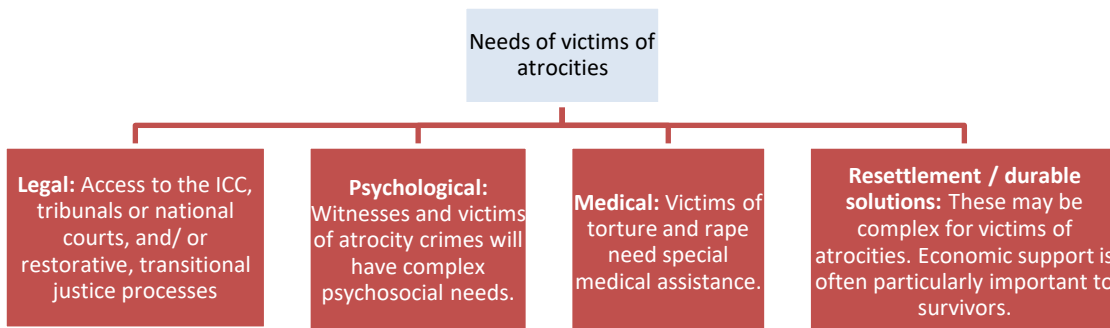 Needs of victims of
atrocities
Legal: Access to the ICC,
tribunals or national
courts, and/ or
restorative, transitional
justice processes
Psychological:
Witnesses and victims
of atrocity crimes will
have complex
psychosocial needs.
Medical: Victims of
torture and rape
need special
medical assistance.
Resettlement / durable
solutions: These may be
complex for victims of
atrocities. Economic support is
often particularly important to
survivors.